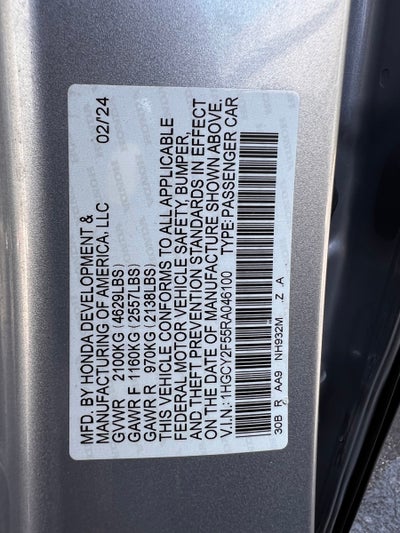 MFD. BY HONDA DEVELOPMENT &
MANUFACTURING OF AMERICA, LLC 02/24
GVWR 2100KG (4629LBS)
GAWR F 1160KG (2557LBS)
GAWR R 970KG (2138LBS)
THIS VEHICLE CONFORMS TO ALL APPLICABLE
FEDERAL MOTOR VEHICLE SAFETY, BUMPER,
& THEFT PREVENTION STANDARDS IN EFFECT
ON THE DATE OF MANUFACTURE SHOWN ABOVE.
V.I.N.: 1HGCY2F55RA046100 TYPE: PASSENGER CAR
30B R AA9 NH932M .Z .A